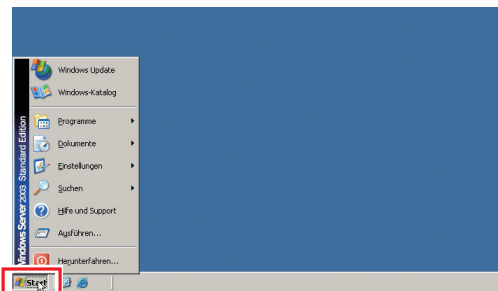 Windows Update
Windows-Katalog
Programme
Dokumente
Einstellungen
Suchen
Hilfe und Support
Ausführen...
Herunterfahren...
Windows Server 2003 Standard Edition
Start